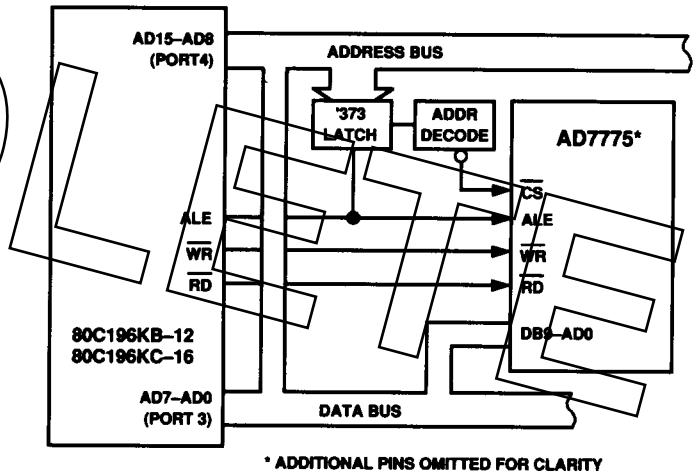 AD15–AD8
(PORT4)
ADDRESS BUS
'373
LATCH
ADDR
DECODE
AD7775*
CS
ALE
ALE
WR
WR
RD
RD
DB9–AD0
80C196KB–12
80C196KC–16
AD7–AD0
(PORT 3)
DATA BUS
* ADDITIONAL PINS OMITTED FOR CLARITY